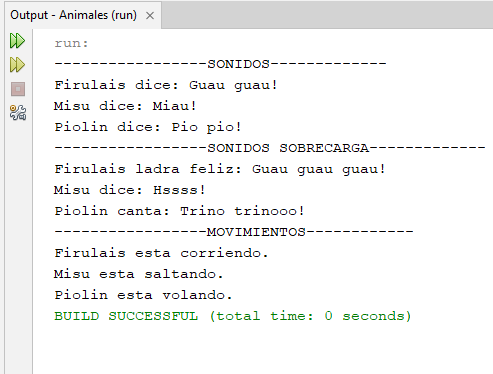 Output - Animales (run) ×
run:
-----------------SONIDOS-------------
Firulais dice: Guau guau!
Misu dice: Miau!
Piolin dice: Pio pio!
-----------------SONIDOS SOBRECARGA-------------
Firulais ladra feliz: Guau guau guau!
Misu dice: Hssss!
Piolin canta: Trino trinooo!
-----------------MOVIMIENTOS------------
Firulais esta corriendo.
Misu esta saltando.
Piolin esta volando.
BUILD SUCCESSFUL (total time: 0 seconds)